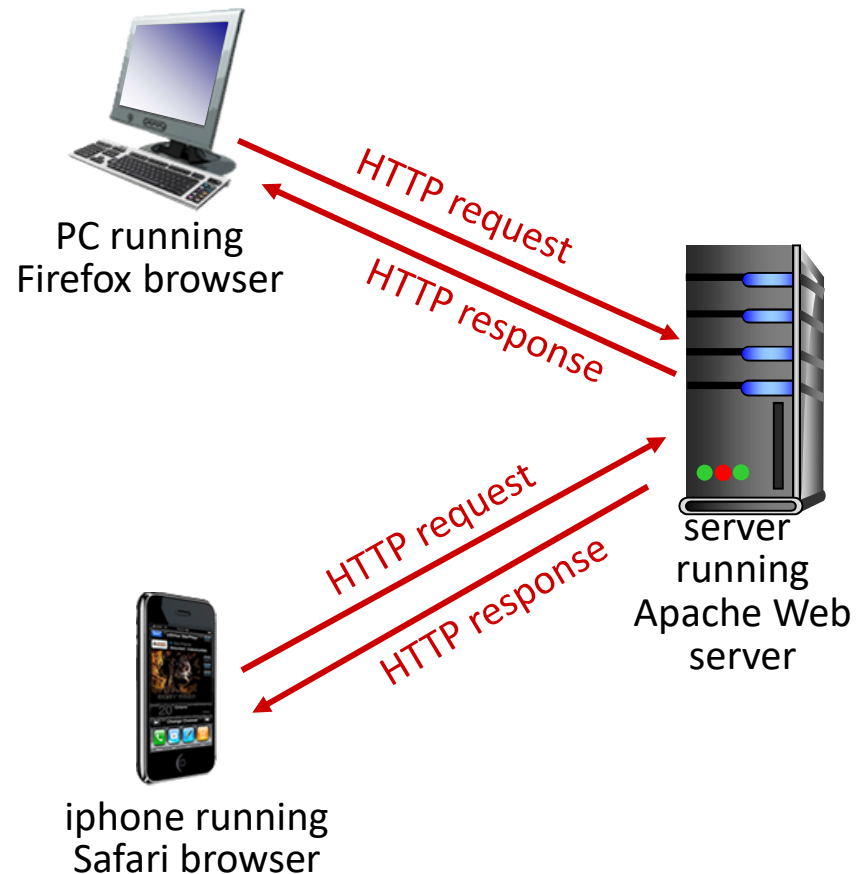 HTTP request
HTTP response
PC running
Firefox browser
server
running
Apache Web
server
HTTP request
HTTP response
iphone running
Safari browser